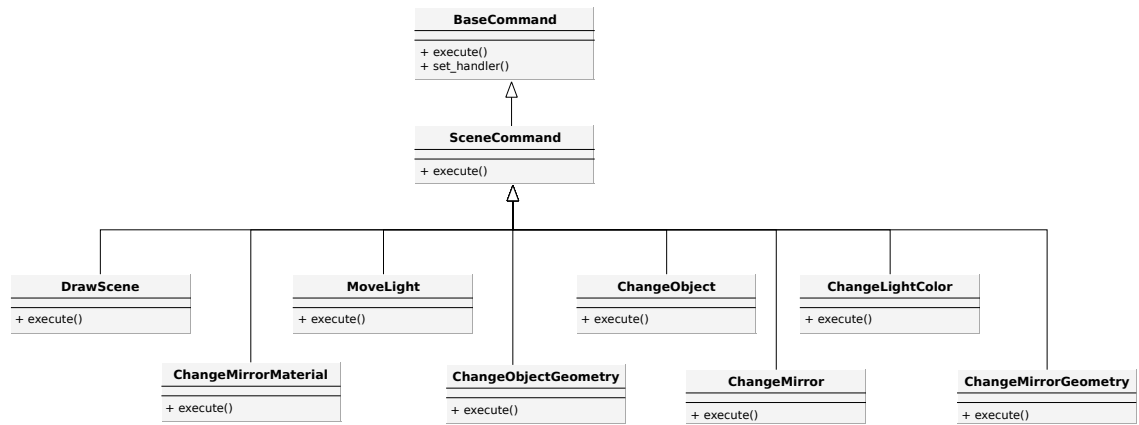 BaseCommand
+ execute()
+ set_handler()
SceneCommand
+ execute()
DrawScene
+ execute()
MoveLight
+ execute()
ChangeObject
+ execute()
ChangeLightColor
+ execute()
ChangeMirrorMaterial
+ execute()
ChangeObjectGeometry
+ execute()
ChangeMirror
+ execute()
ChangeMirrorGeometry
+ execute()